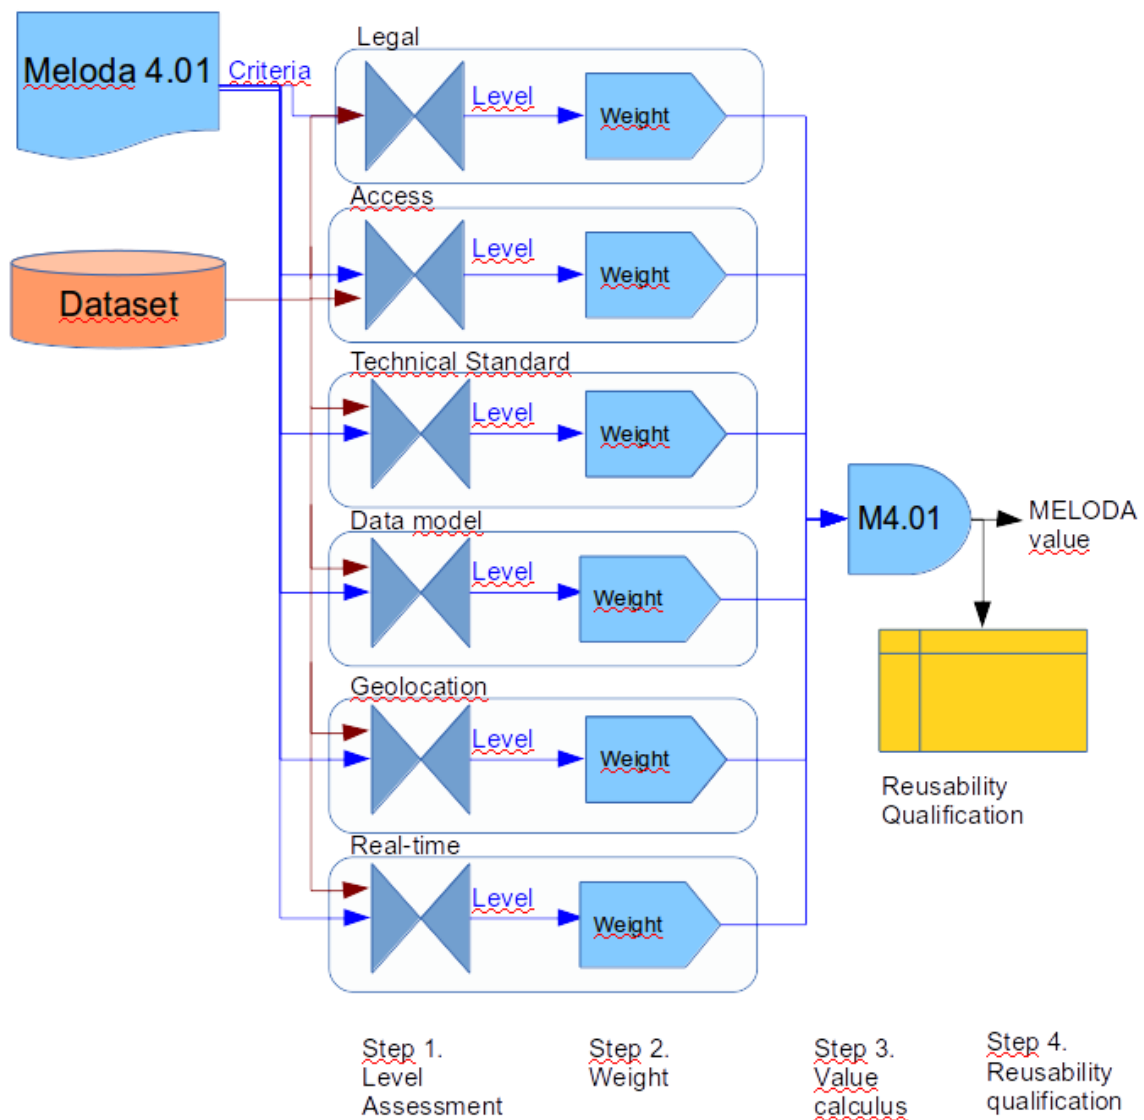 Legal
Meloda 4.01
Criteria
Level
Weight
Access
Level
Weight
Dataset
Technical Standard
Level
Weight
Data model
Level
Weight
M4.01
MELODA
value
Geolocation
Level
Weight
Reusability
Qualification
Real-time
Level
Weight
Step 1.
Level
Assessment
Step 2.
Weight
Step 3.
Value
calculus
Step 4.
Reusability
qualification